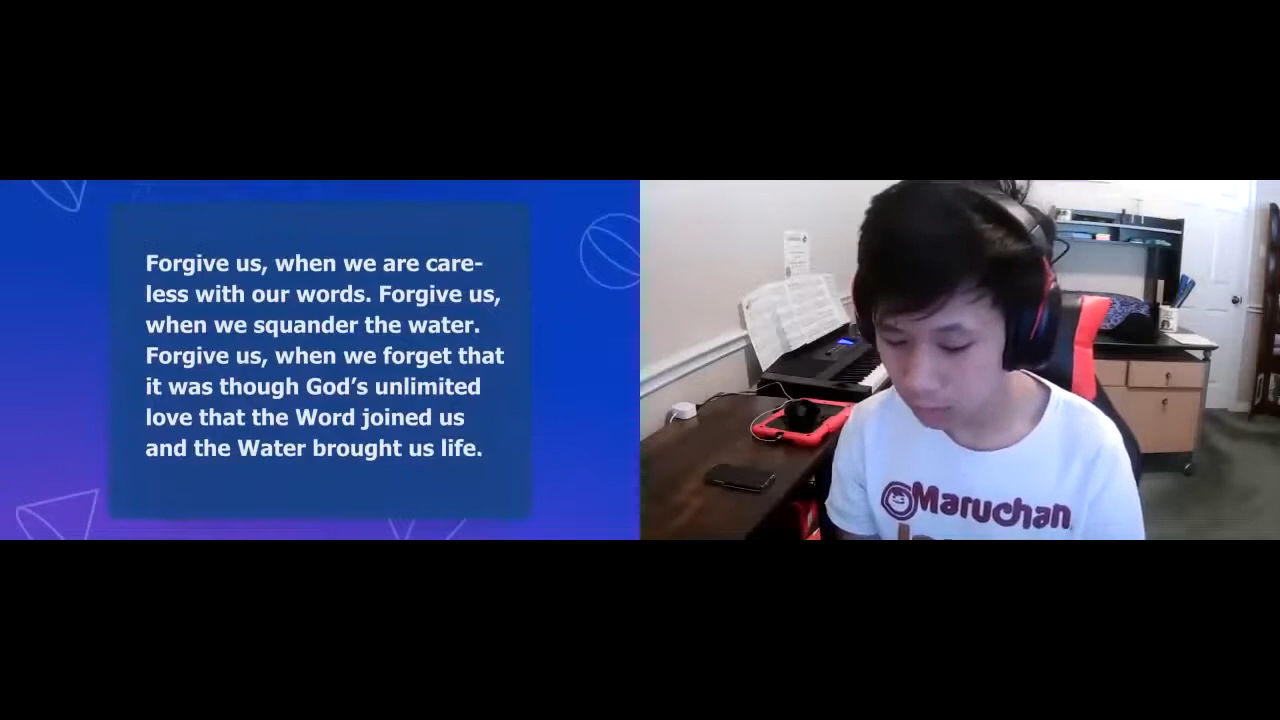 Forgive us, when we are care-
less with our words. Forgive us,
when we squander the water.
Forgive us, when we forget that
it was though God’s unlimited
love that the Word joined us
and the Water brought us life.
Maruchan